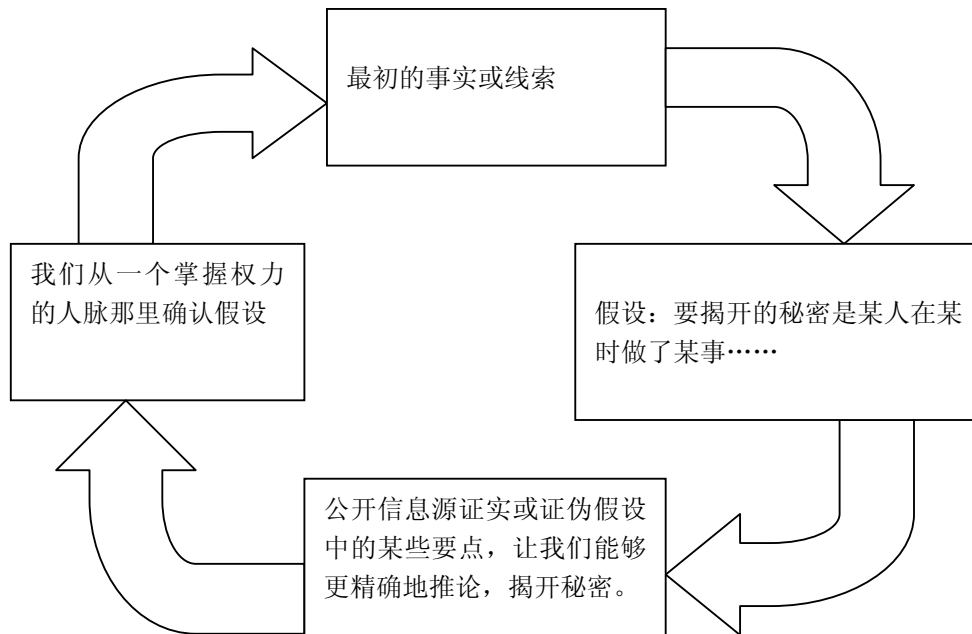 最初的事实或线索
假设：要揭开的秘密是某人在某
时做了某事……
公开信息源证实或证伪假设
中的某些要点，让我们能够
更精确地推论，揭开秘密。
我们从一个掌握权力
的人脉那里确认假设